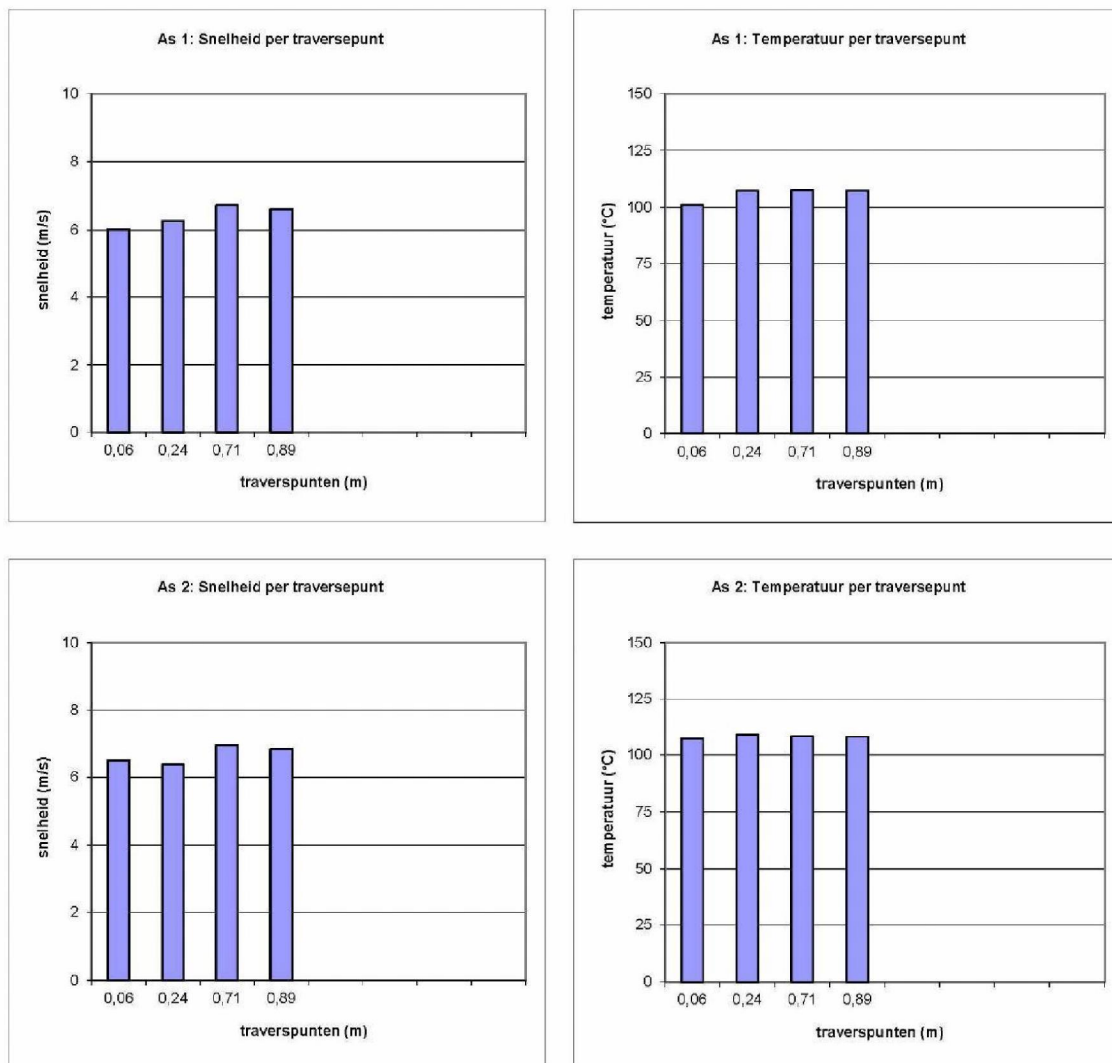 As 1: Snelheid per traversepunt
10
8
6
4
2
0
snelheid (m/s)
0,06 0,24 0,71 0,89
traverspunten (m)
As 1: Temperatuur per traversepunt
150
125
100
75
50
25
0
temperatuur (°C)
0,06 0,24 0,71 0,89
traverspunten (m)
As 2: Snelheid per traversepunt
10
8
6
4
2
0
snelheid (m/s)
0,06 0,24 0,71 0,89
traverspunten (m)
As 2: Temperatuur per traversepunt
150
125
100
75
50
25
0
temperatuur (°C)
0,06 0,24 0,71 0,89
traverspunten (m)